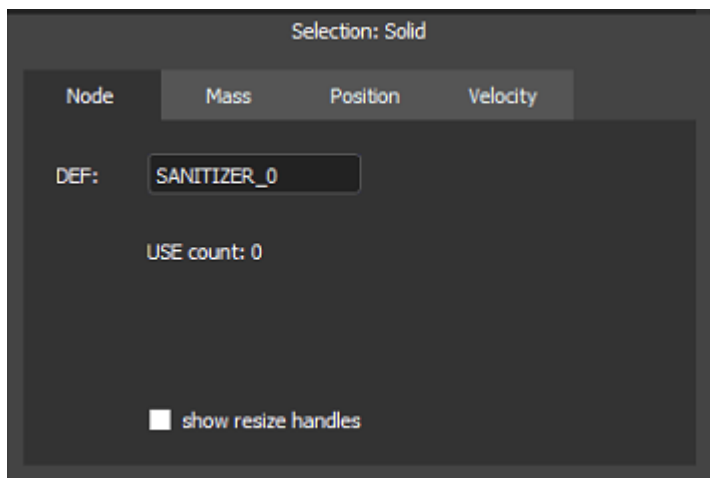 Selection: Solid
Node Mass Position Velocity
DEF: SANITIZER_0
USE count: 0
show resize handles